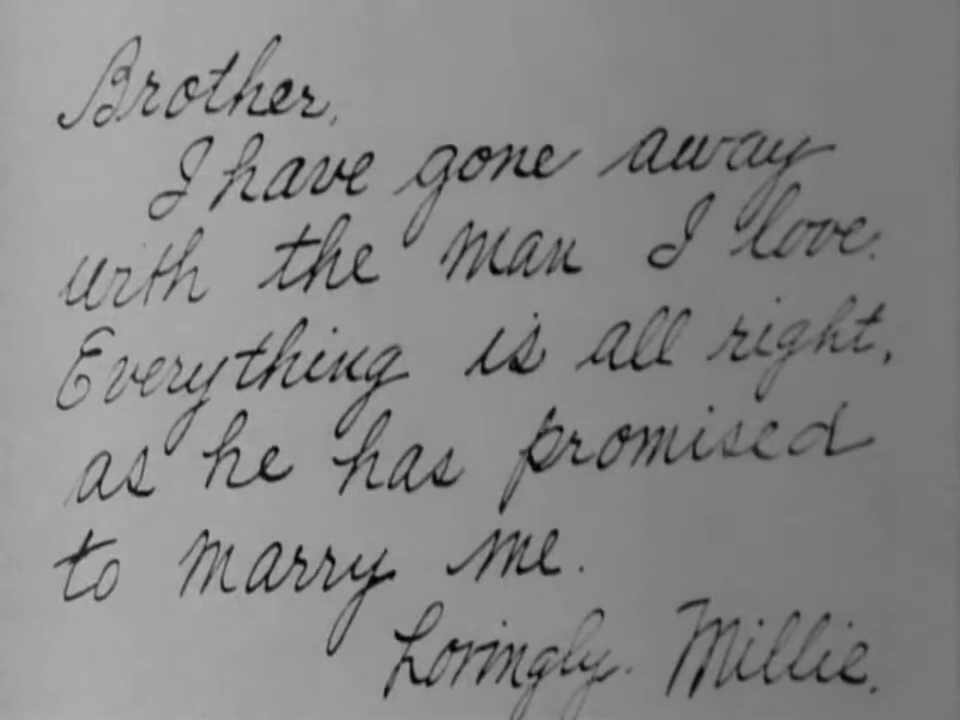 Brother,
I have gone away
with the man I love.
Everything is all right,
as he has promised
to marry me.
Lovingly. Millie.